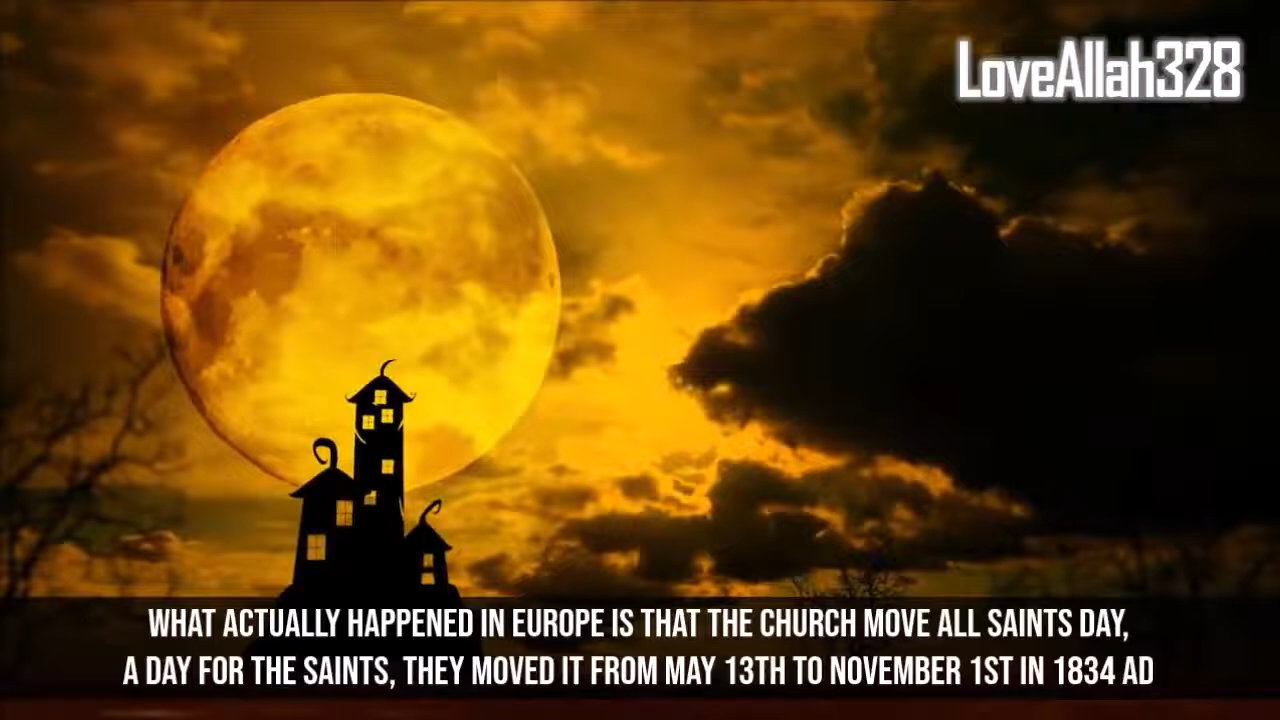 LoveAllah328
WHAT ACTUALLY HAPPENED IN EUROPE IS THAT THE CHURCH MOVE ALL SAINTS DAY,
A DAY FOR THE SAINTS, THEY MOVED IT FROM MAY 13TH TO NOVEMBER 1ST IN 1834 AD